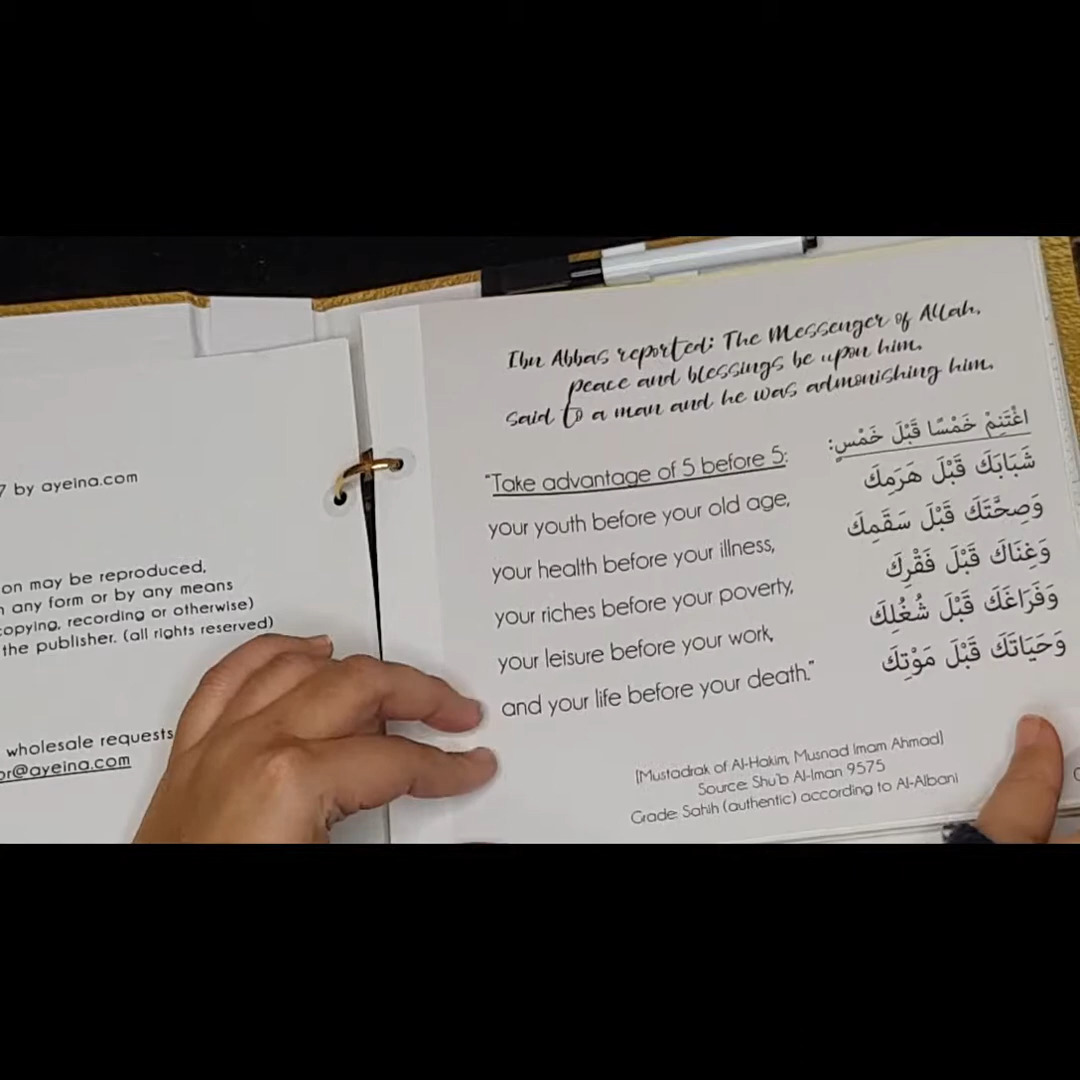 by ayeina.com
on may be reproduced,
any form or by any means
copying, recording or otherwise)
the publisher. (all rights reserved)
wholesale requests
or@ayeina.com
Ibn Abbas reported: The Messenger of Allah,
peace and blessings be upon him,
said to a man and he was admonishing him,
"Take advantage of 5 before 5:
your youth before your old age,
your health before your illness,
your riches before your poverty,
your leisure before your work,
and your life before your death."
اغْتَنِمْ خَمْسًا قَبْلَ خَمْسٍ:
شَبَابَكَ قَبْلَ هَرَمِكَ
وَصِحَّتَكَ قَبْلَ سَقَمِكَ
وَغِنَاكَ قَبْلَ فَقْرِكَ
وَفَرَاغَكَ قَبْلَ شُغُلِكَ
وَحَيَاتَكَ قَبْلَ مَوْتِكَ
[Mustadrak of Al-Hakim, Musnad Imam Ahmad]
Source: Shu'b Al-Iman 9575
Grade: Sahih (authentic) according to Al-Albani